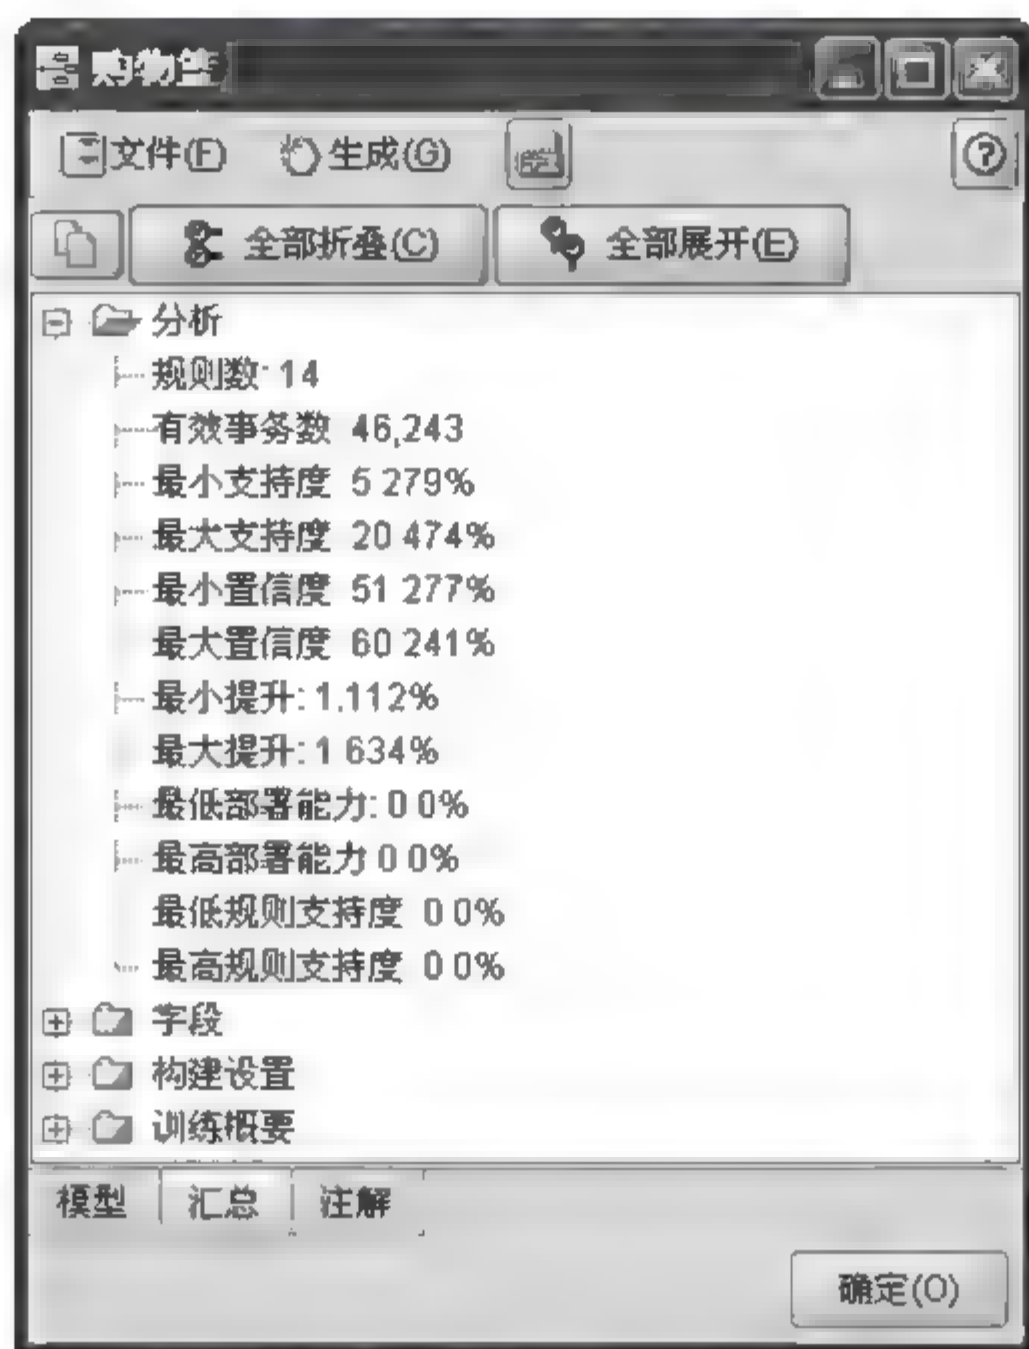 购物篮
文件(F) 生成(G)
全部折叠(C) 全部展开(E)
分析
规则数: 14
有效事务数 46,243
最小支持度 5 279%
最大支持度 20 474%
最小置信度 51 277%
最大置信度 60 241%
最小提升: 1.112%
最大提升: 1 634%
最低部署能力: 0 0%
最高部署能力 0 0%
最低规则支持度 0 0%
最高规则支持度 0 0%
字段
构建设置
训练概要
模型 汇总 注解
确定(O)